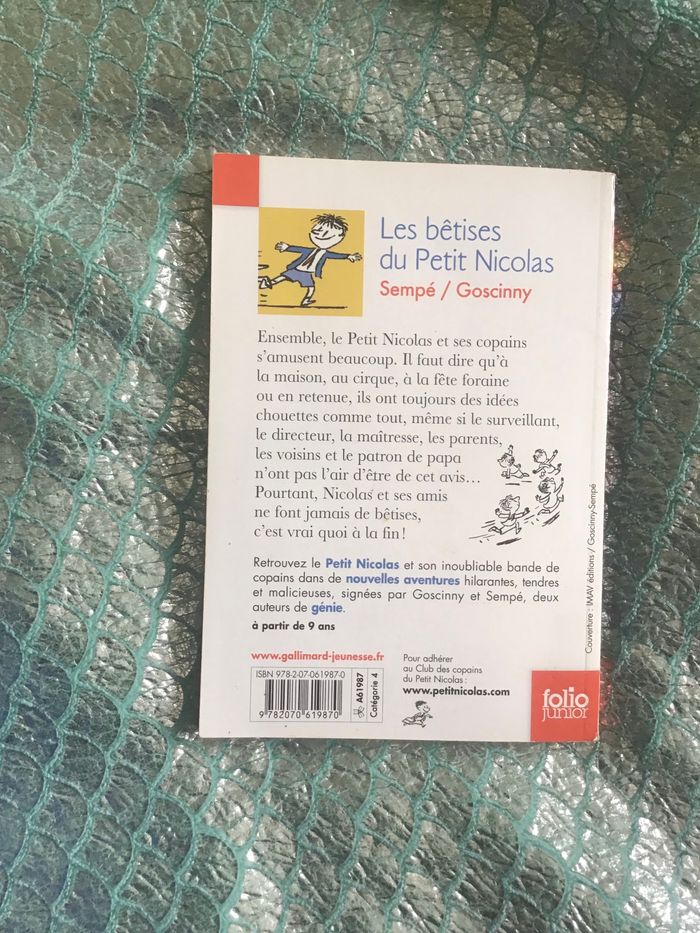 Les bêtises
du Petit Nicolas
Sempé / Goscinny
Ensemble, le Petit Nicolas et ses copains
s'amusent beaucoup. Il faut dire qu'à
la maison, au cirque, à la fête foraine
ou en retenue, ils ont toujours des idées
chouettes comme tout, même si le surveillant,
le directeur, la maîtresse, les parents,
les voisins et le patron de papa
n'ont pas l'air d'être de cet avis...
Pourtant, Nicolas et ses amis
ne font jamais de bêtises,
c'est vrai quoi à la fin !
Retrouvez le Petit Nicolas et son inoubliable bande de
copains dans de nouvelles aventures hilarantes, tendres
et malicieuses, signées par Goscinny et Sempé, deux
auteurs de génie.
à partir de 9 ans
www.gallimard-jeunesse.fr
ISBN 978-2-07-061987-0
9 782070 619870
A61987
Catégorie 4
Pour adhérer
au Club des copains
du Petit Nicolas :
www.petitnicolas.com
folio
junior
Couverture : IMAV éditions / Goscinny-Sempé